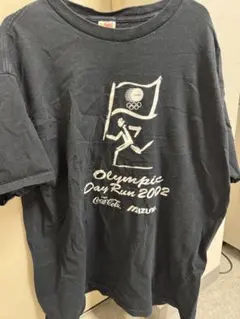 Olympic
Day Run 2002
Coca-Cola MIZUNO